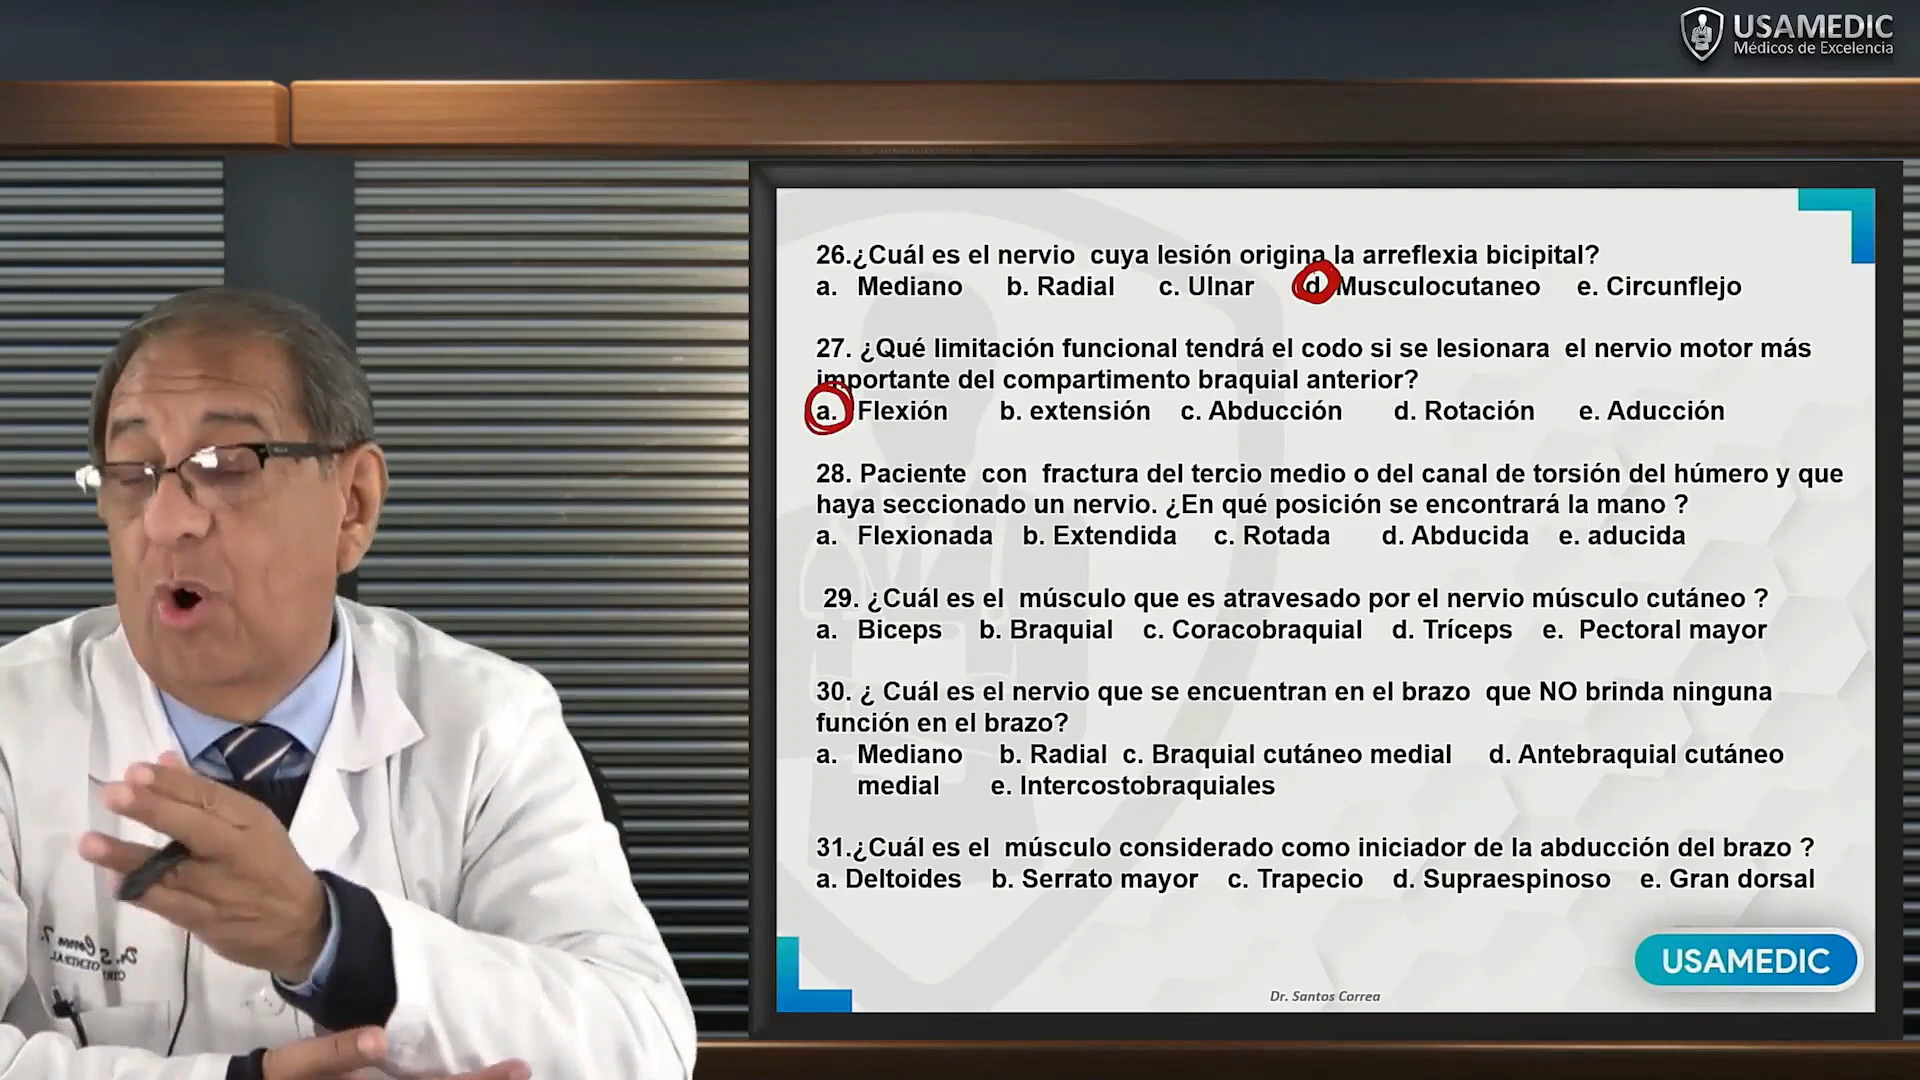 USAMEDIC
Médicos de Excelencia
26.¿Cuál es el nervio cuya lesión origina la arreflexia bicipital?
a. Mediano b. Radial c. Ulnar d. Musculocutaneo e. Circunflejo
27. ¿Qué limitación funcional tendrá el codo si se lesionara el nervio motor más
importante del compartimento braquial anterior?
a. Flexión b. extensión c. Abducción d. Rotación e. Aducción
28. Paciente con fractura del tercio medio o del canal de torsión del húmero y que
haya seccionado un nervio. ¿En qué posición se encontrará la mano ?
a. Flexionada b. Extendida c. Rotada d. Abducida e. aducida
29. ¿Cuál es el músculo que es atravesado por el nervio músculo cutáneo ?
a. Biceps b. Braquial c. Coracobraquial d. Tríceps e. Pectoral mayor
30. ¿ Cuál es el nervio que se encuentran en el brazo que NO brinda ninguna
función en el brazo?
a. Mediano b. Radial c. Braquial cutáneo medial d. Antebraquial cutáneo
medial e. Intercostobraquiales
31.¿Cuál es el músculo considerado como iniciador de la abducción del brazo ?
a. Deltoides b. Serrato mayor c. Trapecio d. Supraespinoso e. Gran dorsal
USAMEDIC
Dr. Santos Correa
Dr. S. Correa T.